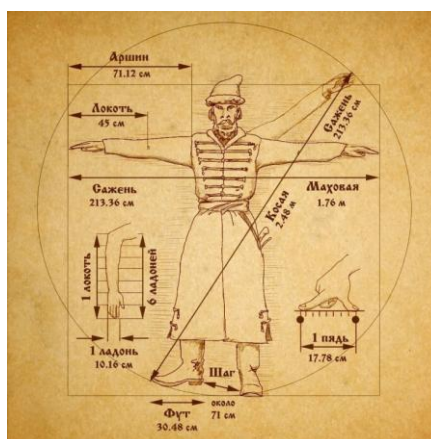 Аршин
71.12 см
Локоть
45 см
Сажень
213.36 см
Сажень
213.36 см
Маховая
1.76 м
Косая
2.48 м
1 локоть
6 ладоней
1 ладонь
10.16 см
1 пядь
17.78 см
Шаг
около
71 см
Фут
30.48 см